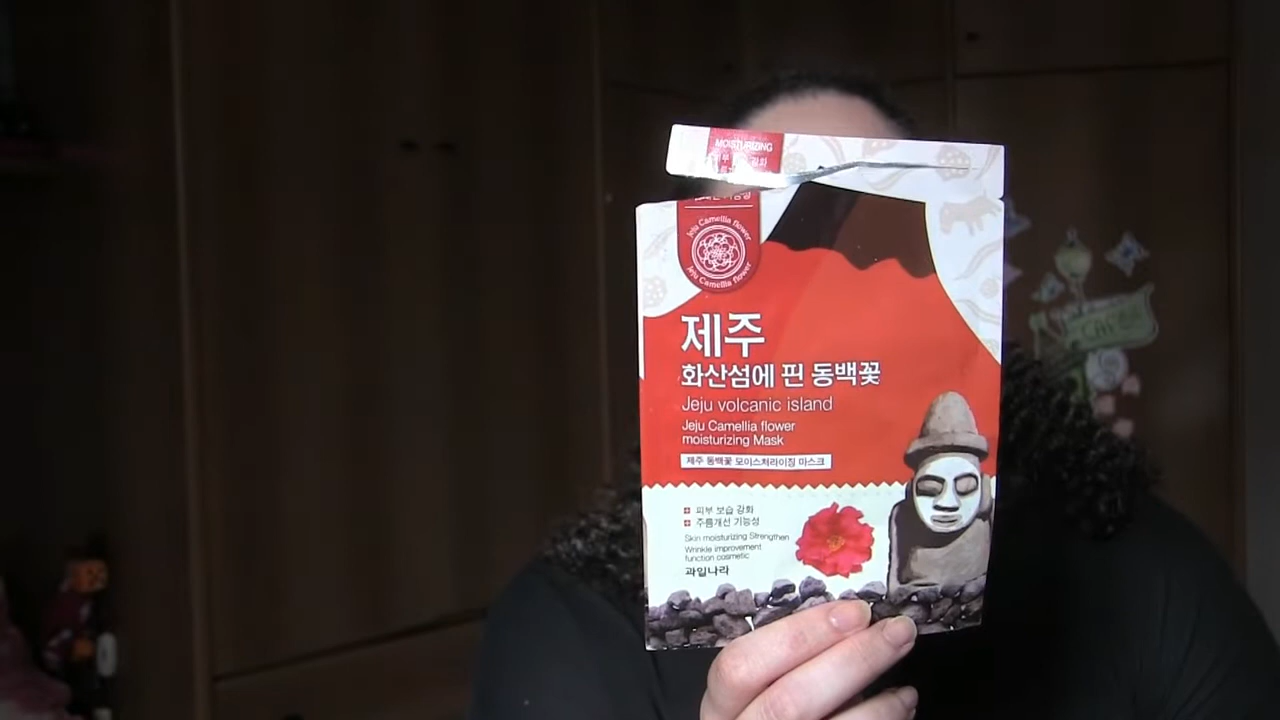 MOISTURIZING
Jeju Camellia flower
Jeju Camellia flower
제주
화산섬에 핀 동백꽃
Jeju volcanic island
Jeju Camellia flower
moisturizing Mask
제주 동백꽃 모이스처라이징 마스크
피부 보습 강화
주름개선 기능성
Skin moisturizing Strengthen
Wrinkle improvement
function cosmetic
과일나라